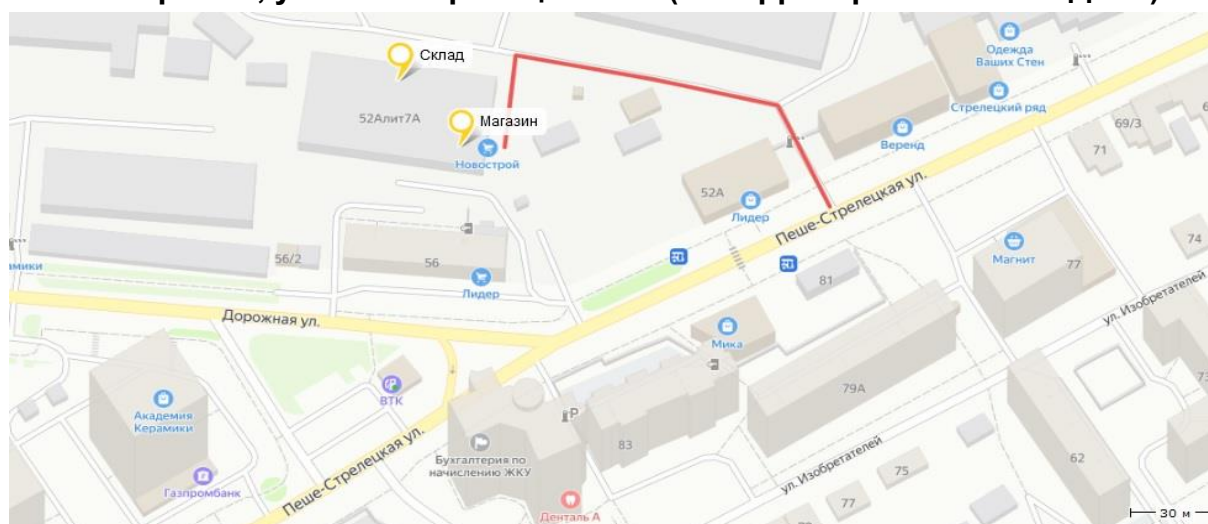 Склад
Одежда
Ваших Стен
Стрелецкий ряд
52Алит7А
Магазин
Новострой
Веренд
69/3
71
52А
Лидер
Пеше-Стрелецкая ул.
74
56/2
56
Лидер
81
Магнит
77
Дорожная ул.
ул. Изобретателей
Мика
ВТК
79А
Академия
Керамики
Р
83
Бухгалтерия по
начислению ЖКУ
Пеше-Стрелецкая ул.
ул. Изобретателей
75
62
77
Газпромбанк
Денталь А
30 м